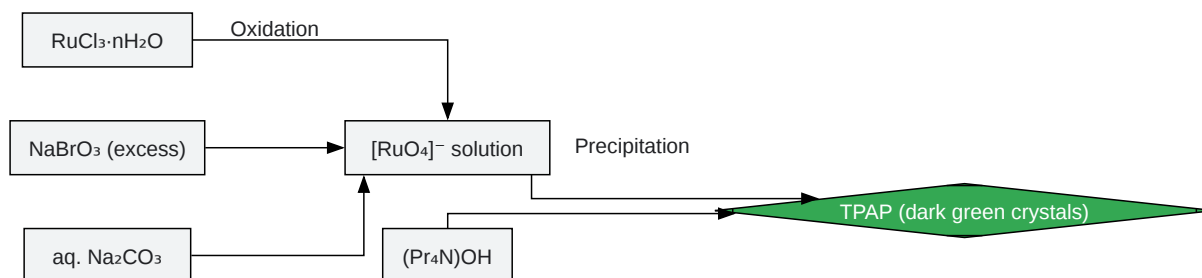 RuCl₃·nH₂O
Oxidation
NaBrO₃ (excess)
[RuO₄]⁻ solution
Precipitation
TPAP (dark green crystals)
aq. Na₂CO₃
(Pr₄N)OH